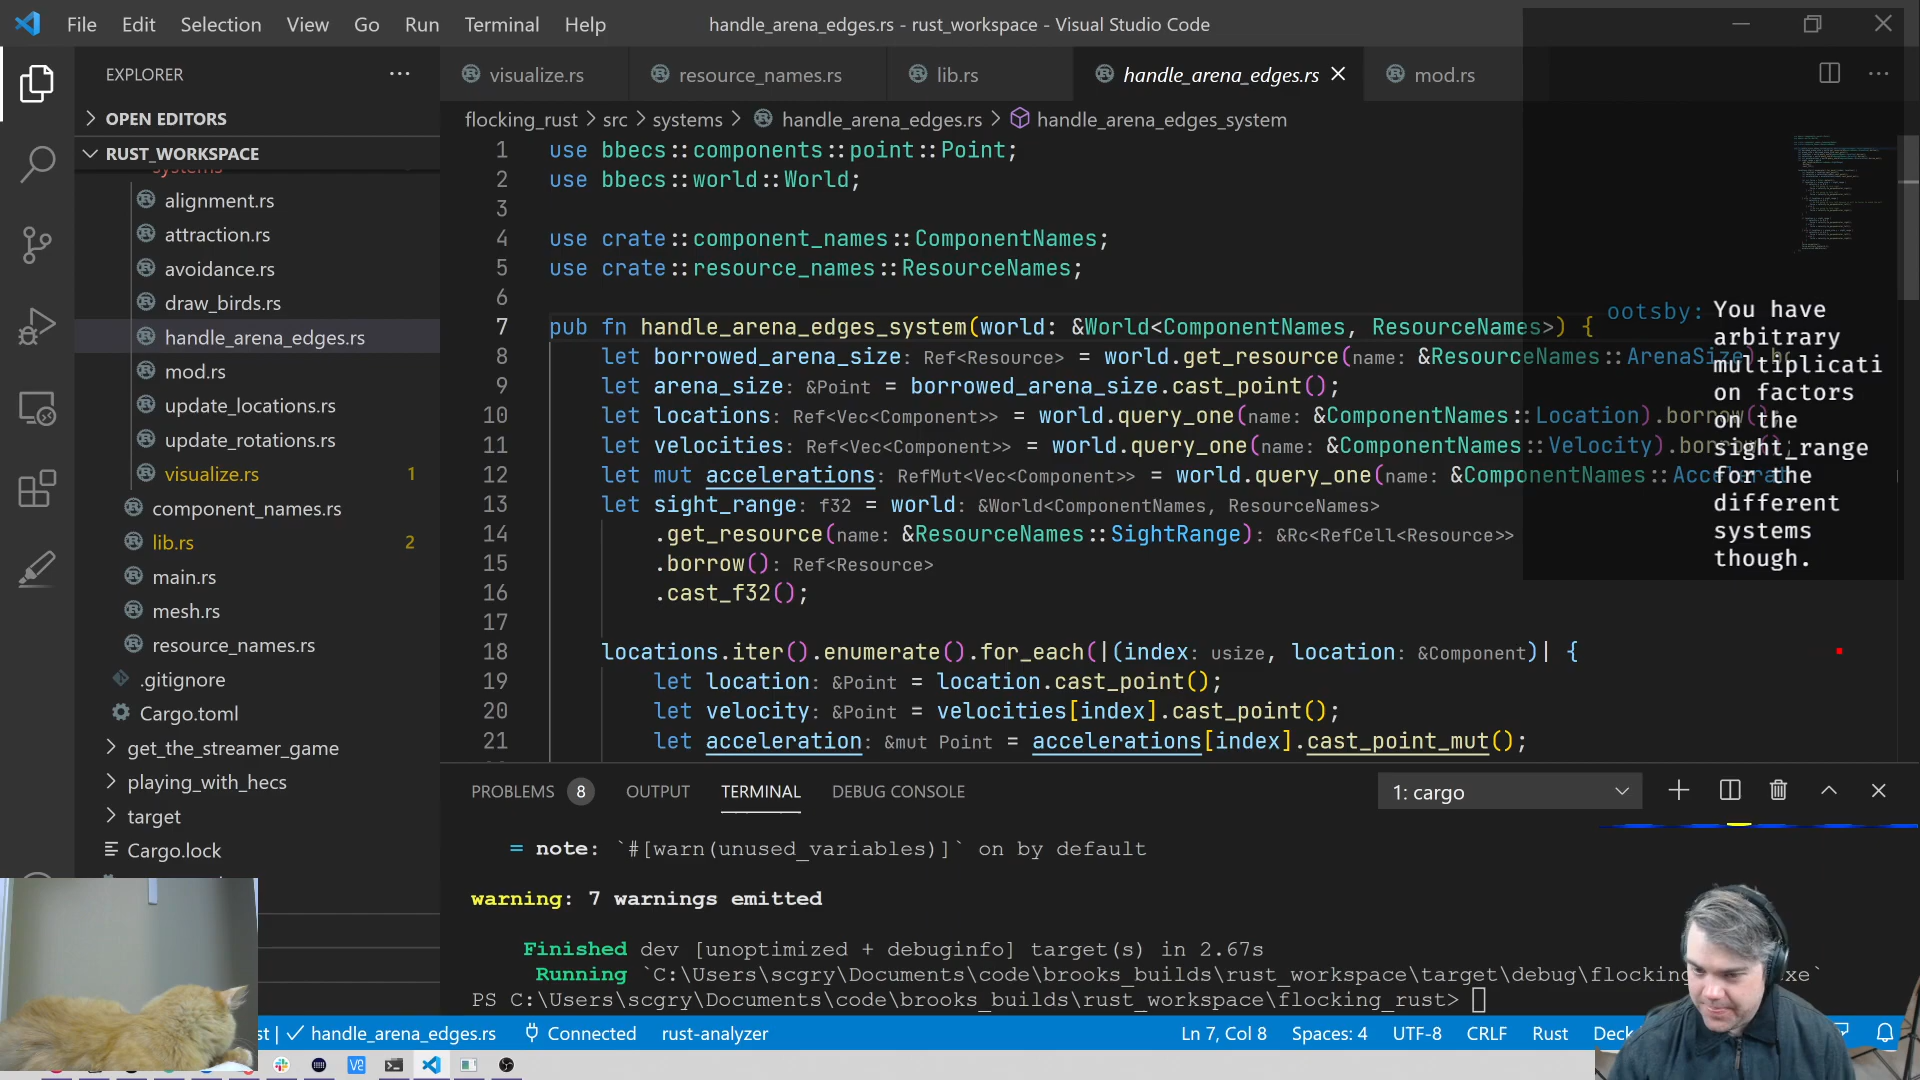 File Edit Selection View Go Run Terminal Help handle_arena_edges.rs - rust_workspace - Visual Studio Code
EXPLORER
OPEN EDITORS
RUST_WORKSPACE
systems
alignment.rs
attraction.rs
avoidance.rs
draw_birds.rs
handle_arena_edges.rs
mod.rs
update_locations.rs
update_rotations.rs
visualize.rs 1
component_names.rs
lib.rs 2
main.rs
mesh.rs
resource_names.rs
.gitignore
Cargo.toml
get_the_streamer_game
playing_with_hecs
target
Cargo.lock
visualize.rs resource_names.rs lib.rs handle_arena_edges.rs mod.rs
flocking_rust > src > systems > handle_arena_edges.rs > handle_arena_edges_system
1 use bbecs::components::point::Point;
2 use bbecs::world::World;
3
4 use crate::component_names::ComponentNames;
5 use crate::resource_names::ResourceNames;
6
7 pub fn handle_arena_edges_system(world: &World<ComponentNames, ResourceNames>) {
8 let borrowed_arena_size: Ref<Resource> = world.get_resource(name: &ResourceNames::ArenaSize)
9 let arena_size: &Point = borrowed_arena_size.cast_point();
10 let locations: Ref<Vec<Component>> = world.query_one(name: &ComponentNames::Location).borrow();
11 let velocities: Ref<Vec<Component>> = world.query_one(name: &ComponentNames::Velocity).borrow();
12 let mut accelerations: RefMut<Vec<Component>> = world.query_one(name: &ComponentNames::Accelerat
13 let sight_range: f32 = world: &World<ComponentNames, ResourceNames>
14 .get_resource(name: &ResourceNames::SightRange): &Rc<RefCell<Resource>>
15 .borrow(): Ref<Resource>
16 .cast_f32();
17
18 locations.iter().enumerate().for_each(|(index: usize, location: &Component)| {
19 let location: &Point = location.cast_point();
20 let velocity: &Point = velocities[index].cast_point();
21 let acceleration: &mut Point = accelerations[index].cast_point_mut();
ootsby: You have
arbitrary
multiplicati
on factors
on the
sight_range
for the
different
systems
though.
PROBLEMS 8 OUTPUT TERMINAL DEBUG CONSOLE 1: cargo
= note: `#[warn(unused_variables)]` on by default
warning: 7 warnings emitted
Finished dev [unoptimized + debuginfo] target(s) in 2.67s
Running `C:\Users\scgry\Documents\code\brooks_builds\rust_workspace\target\debug\flocking xe`
PS C:\Users\scgry\Documents\code\brooks_builds\rust_workspace\flocking_rust>
st | ✓ handle_arena_edges.rs Connected rust-analyzer Ln 7, Col 8 Spaces: 4 UTF-8 CRLF Rust Deck